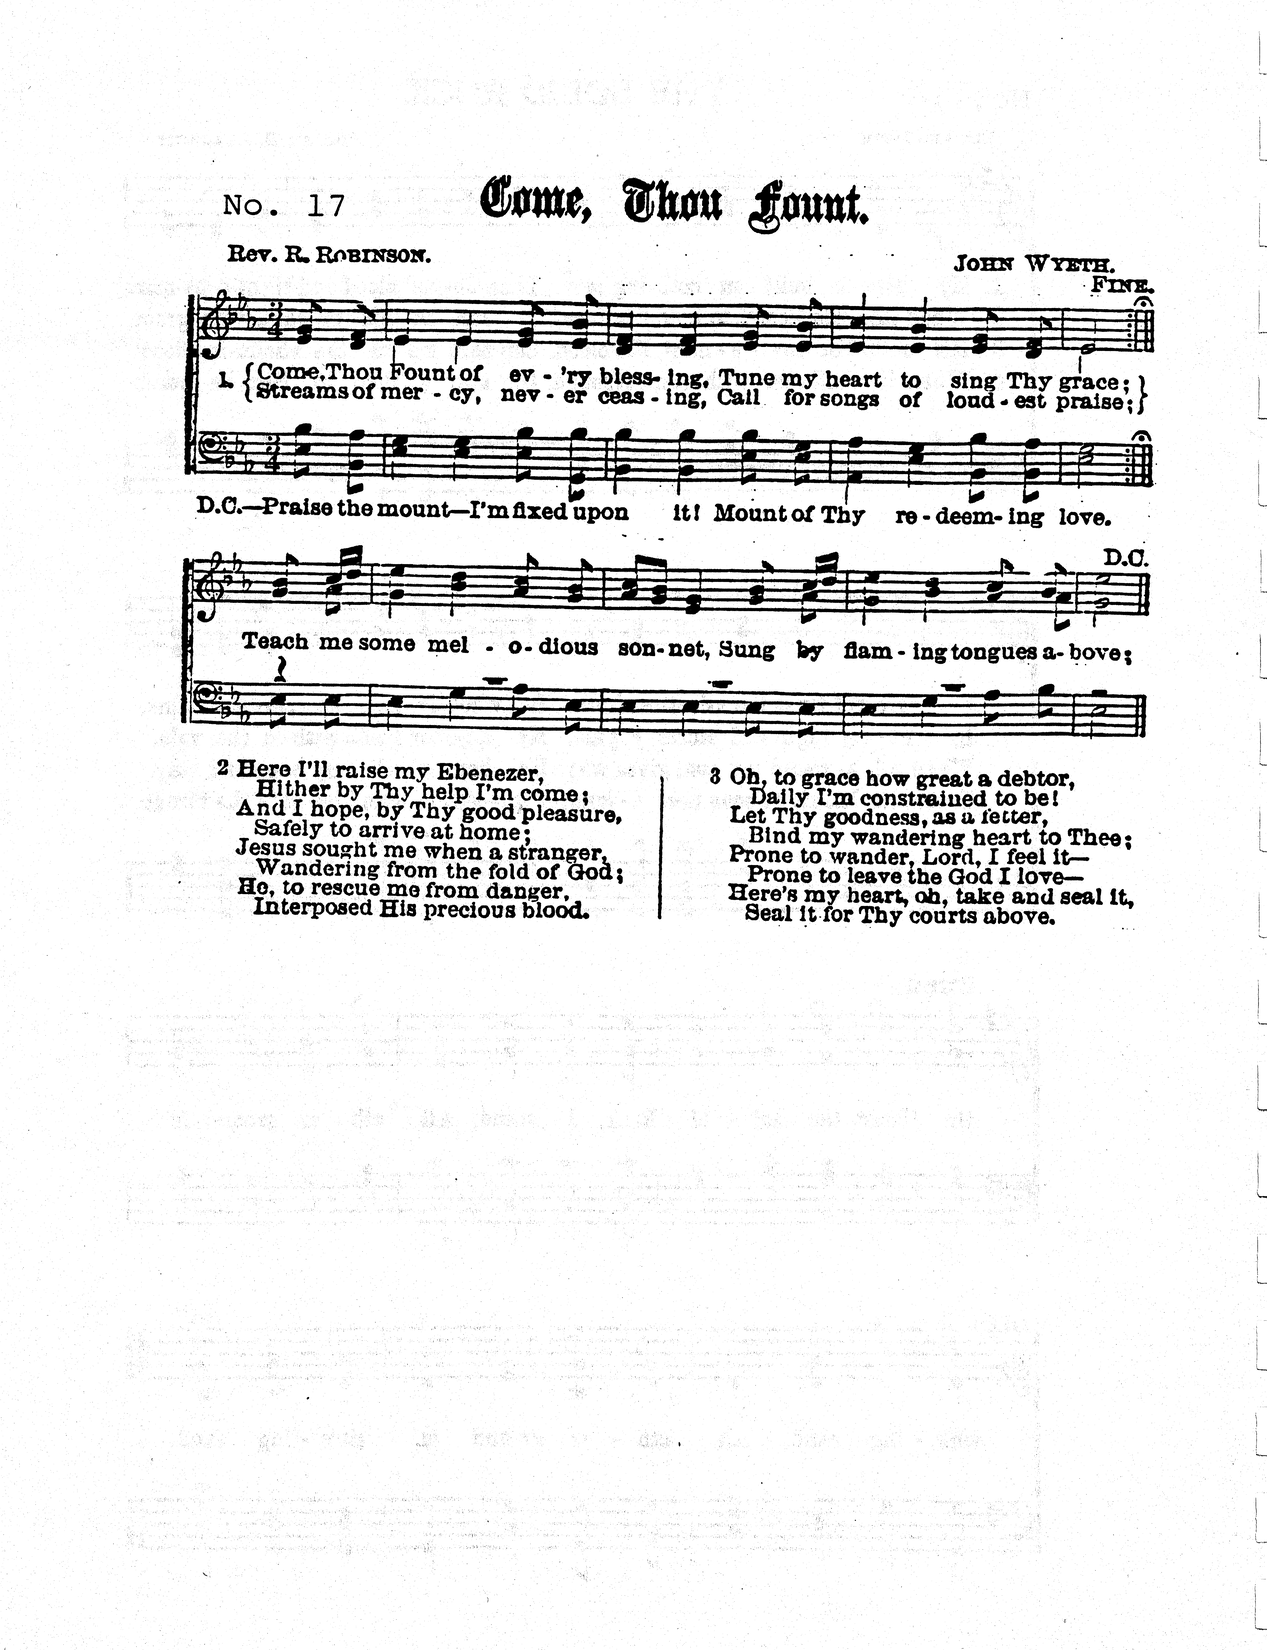 No. 17 Come, Thou Fount.
Rev. R. ROBINSON. JOHN WYETH.
FINE.
1. Come, Thou Fount of ev - 'ry bless- ing, Tune my heart to sing Thy grace;
Streams of mer - cy, nev - er ceas - ing, Call for songs of loud - est praise;
D.C.—Praise the mount—I'm fixed upon it! Mount of Thy re - deem- ing love.
D.C.
Teach me some mel - o- dious son- net, Sung by flam - ing tongues a- bove;
2 Here I'll raise my Ebenezer,
Hither by Thy help I'm come;
And I hope, by Thy good pleasure,
Safely to arrive at home;
Jesus sought me when a stranger,
Wandering from the fold of God;
He, to rescue me from danger,
Interposed His precious blood.
3 Oh, to grace how great a debtor,
Daily I'm constrained to be!
Let Thy goodness, as a fetter,
Bind my wandering heart to Thee;
Prone to wander, Lord, I feel it—
Prone to leave the God I love—
Here's my heart, oh, take and seal it,
Seal it for Thy courts above.